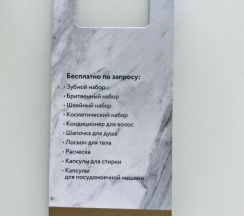 Бесплатно по запросу:
• Зубной набор
• Бритвенный набор
• Швейный набор
• Косметический набор
• Кондиционер для волос
• Шапочка для душа
• Лосьон для тела
• Расческа
• Капсулы для стирки
• Капсулы
для посудомоечной машины